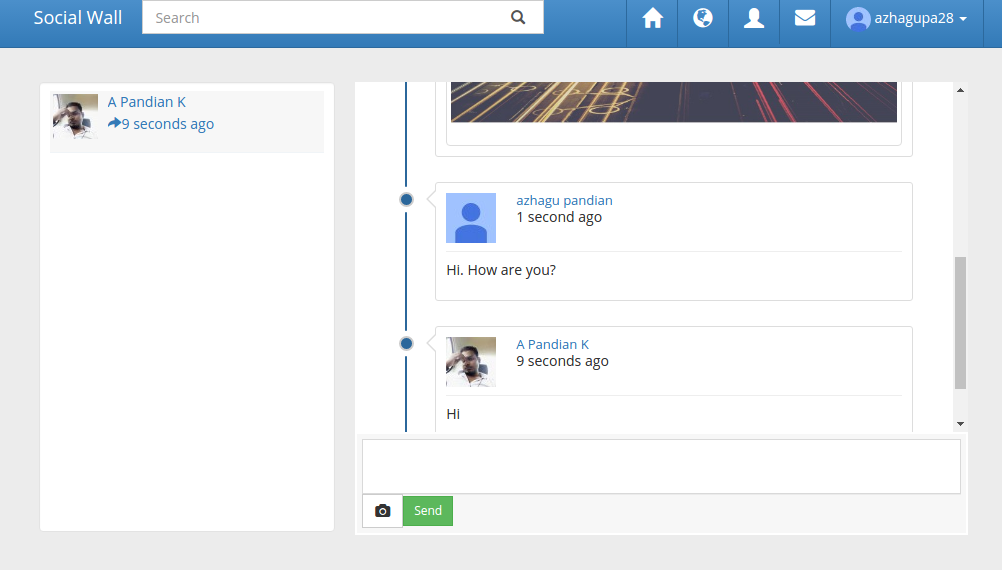 Social Wall
Search
azhagupa28
A Pandian K
9 seconds ago
azhagu pandian
1 second ago
Hi. How are you?
A Pandian K
9 seconds ago
Hi
Send